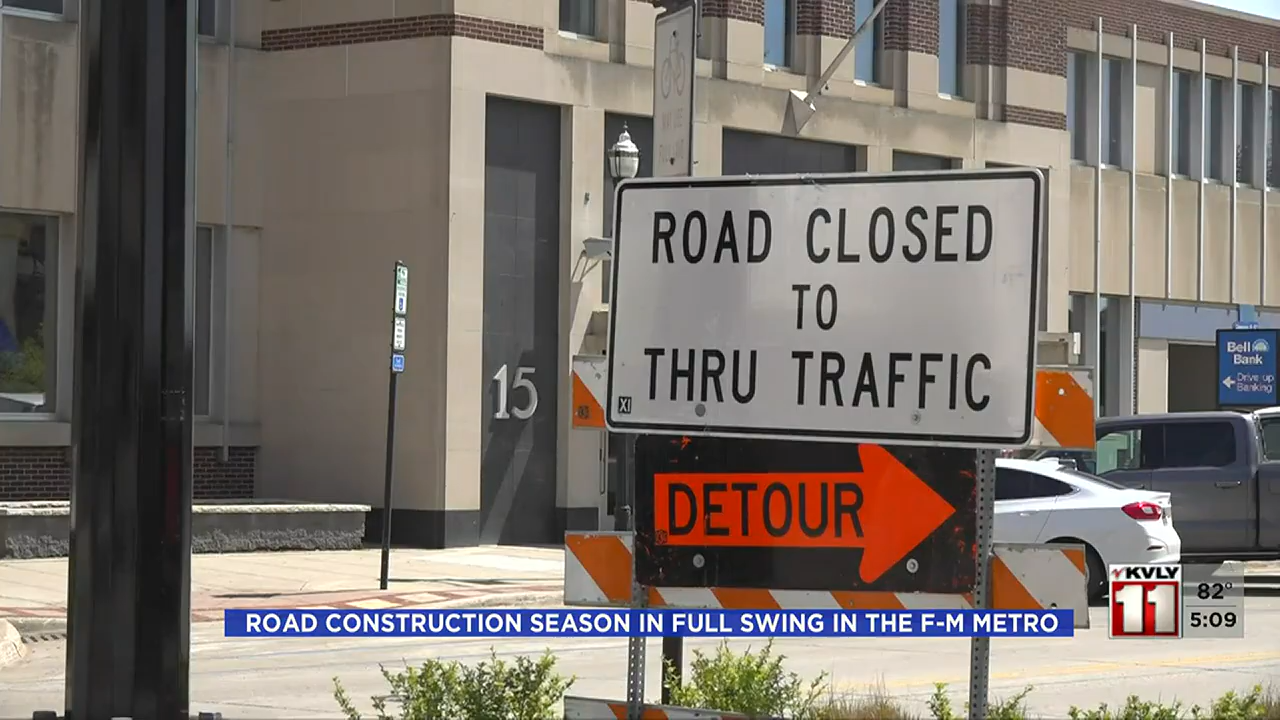 ROAD CLOSED
TO
THRU TRAFFIC
XI
DETOUR
15
Bell
Bank
Drive up
Banking
ROAD CONSTRUCTION SEASON IN FULL SWING IN THE F-M METRO
KVLY
11
82°
5:09